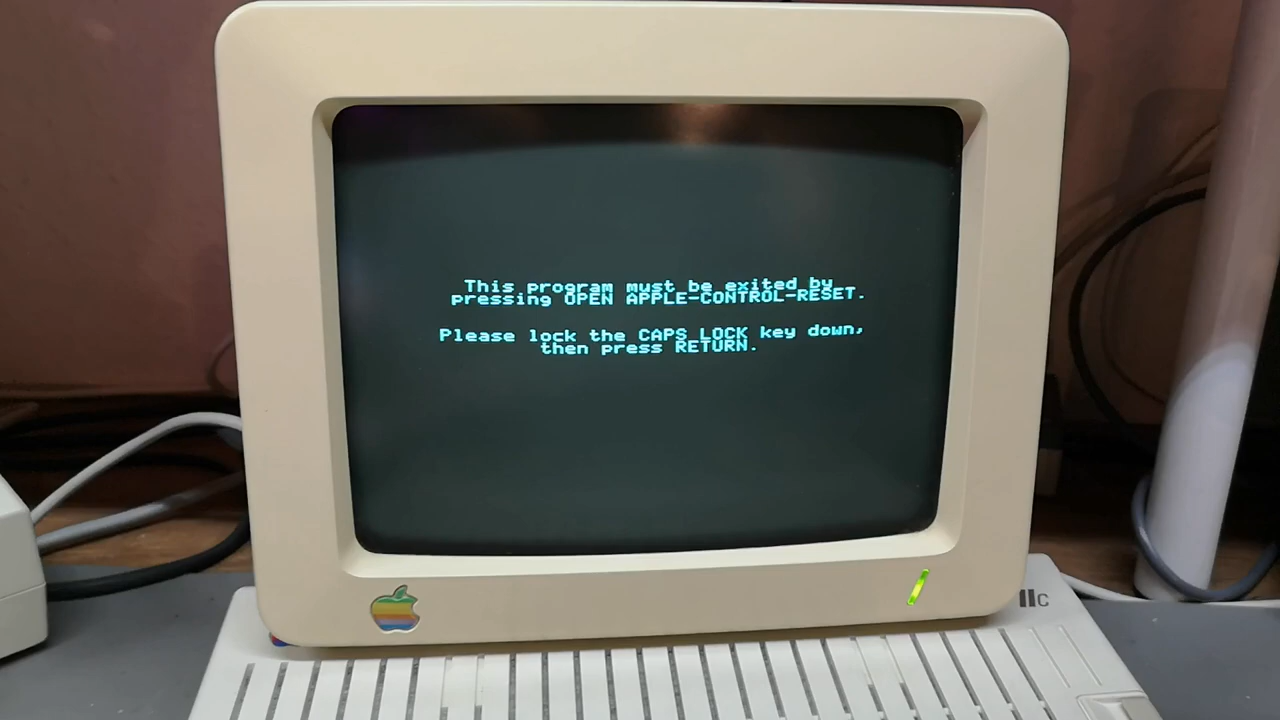 This program must be exited by
pressing OPEN APPLE-CONTROL-RESET.
Please lock the CAPS LOCK key down,
then press RETURN.
IIc